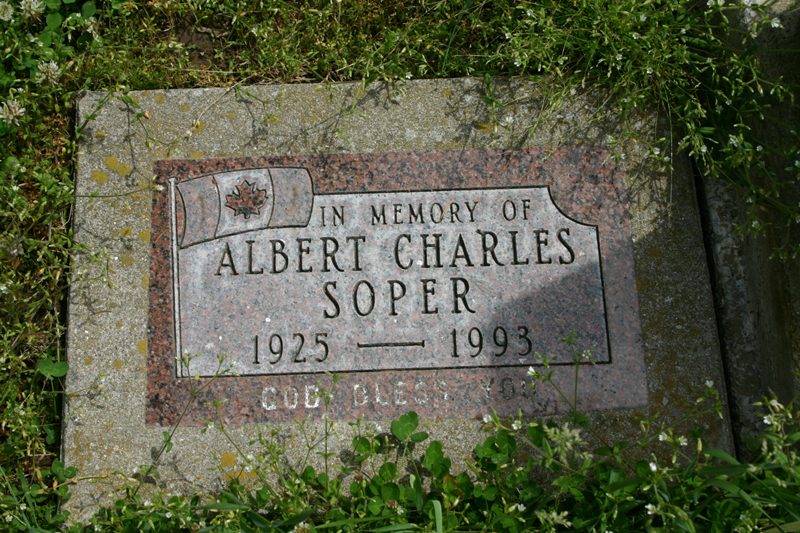 IN MEMORY OF
ALBERT CHARLES
SOPER
1925 — 1993
GOD BLESS YOU